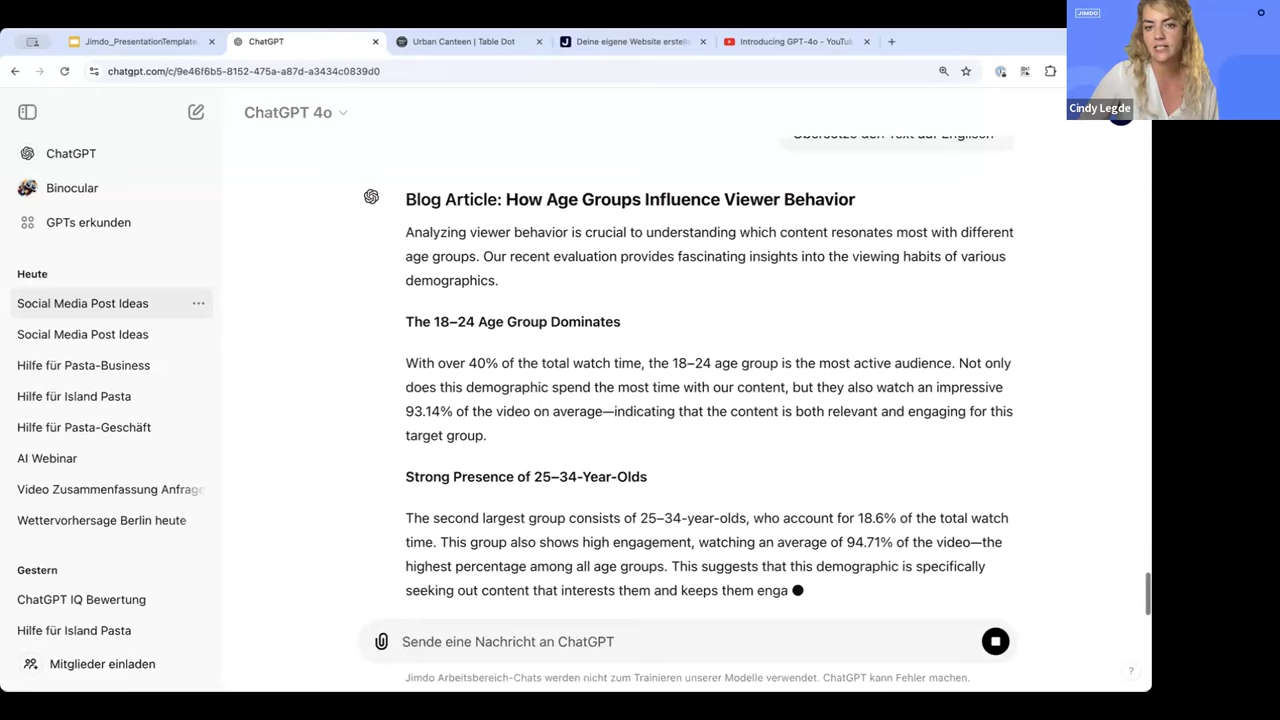 JIMDO
Cindy Legde
Jimdo_PresentationTemplate
ChatGPT
Urban Canteen | Table Dot
Deine eigene Website erstell
Introducing GPT-4o - YouTub
chatgpt.com/c/9e46f6b5-8152-475a-a87d-a3434c0839d0
ChatGPT 4o
ChatGPT
Binocular
GPTs erkunden
Heute
Social Media Post Ideas
Social Media Post Ideas
Hilfe für Pasta-Business
Hilfe für Island Pasta
Hilfe für Pasta-Geschäft
AI Webinar
Video Zusammenfassung Anfrage
Wettervorhersage Berlin heute
Gestern
ChatGPT IQ Bewertung
Hilfe für Island Pasta
Mitglieder einladen
Übersetze den Text auf Englisch
Blog Article: How Age Groups Influence Viewer Behavior
Analyzing viewer behavior is crucial to understanding which content resonates most with different
age groups. Our recent evaluation provides fascinating insights into the viewing habits of various
demographics.
The 18–24 Age Group Dominates
With over 40% of the total watch time, the 18–24 age group is the most active audience. Not only
does this demographic spend the most time with our content, but they also watch an impressive
93.14% of the video on average—indicating that the content is both relevant and engaging for this
target group.
Strong Presence of 25–34-Year-Olds
The second largest group consists of 25–34-year-olds, who account for 18.6% of the total watch
time. This group also shows high engagement, watching an average of 94.71% of the video—the
highest percentage among all age groups. This suggests that this demographic is specifically
seeking out content that interests them and keeps them enga
Sende eine Nachricht an ChatGPT
Jimdo Arbeitsbereich-Chats werden nicht zum Trainieren unserer Modelle verwendet. ChatGPT kann Fehler machen.
?